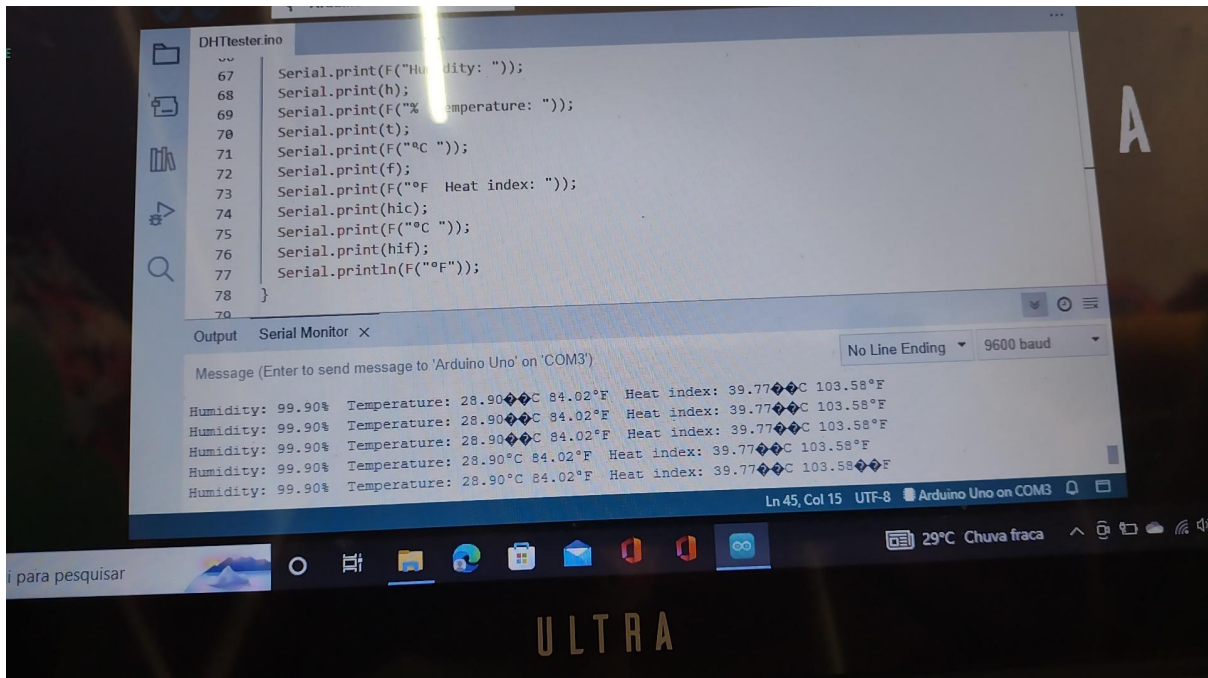 DHTtester.ino
67 Serial.print(F("Hu dity: "));
68 Serial.print(h);
69 Serial.print(F("% emperature: "));
70 Serial.print(t);
71 Serial.print(F("°C "));
72 Serial.print(f);
73 Serial.print(F("°F  Heat index: "));
74 Serial.print(hic);
75 Serial.print(F("°C "));
76 Serial.print(hif);
77 Serial.println(F("°F"));
78 }
A
Output Serial Monitor ×
Message (Enter to send message to 'Arduino Uno' on 'COM3')
No Line Ending 9600 baud
Humidity: 99.90%  Temperature: 28.90��C 84.02°F  Heat index: 39.77��C 103.58°F
Humidity: 99.90%  Temperature: 28.90��C 84.02°F  Heat index: 39.77��C 103.58°F
Humidity: 99.90%  Temperature: 28.90��C 84.02°F  Heat index: 39.77��C 103.58°F
Humidity: 99.90%  Temperature: 28.90°C 84.02°F  Heat index: 39.77��C 103.58°F
Humidity: 99.90%  Temperature: 28.90°C 84.02°F  Heat index: 39.77��C 103.58��F
Ln 45, Col 15 UTF-8 Arduino Uno on COM3
i para pesquisar
29°C Chuva fraca
ULTRA